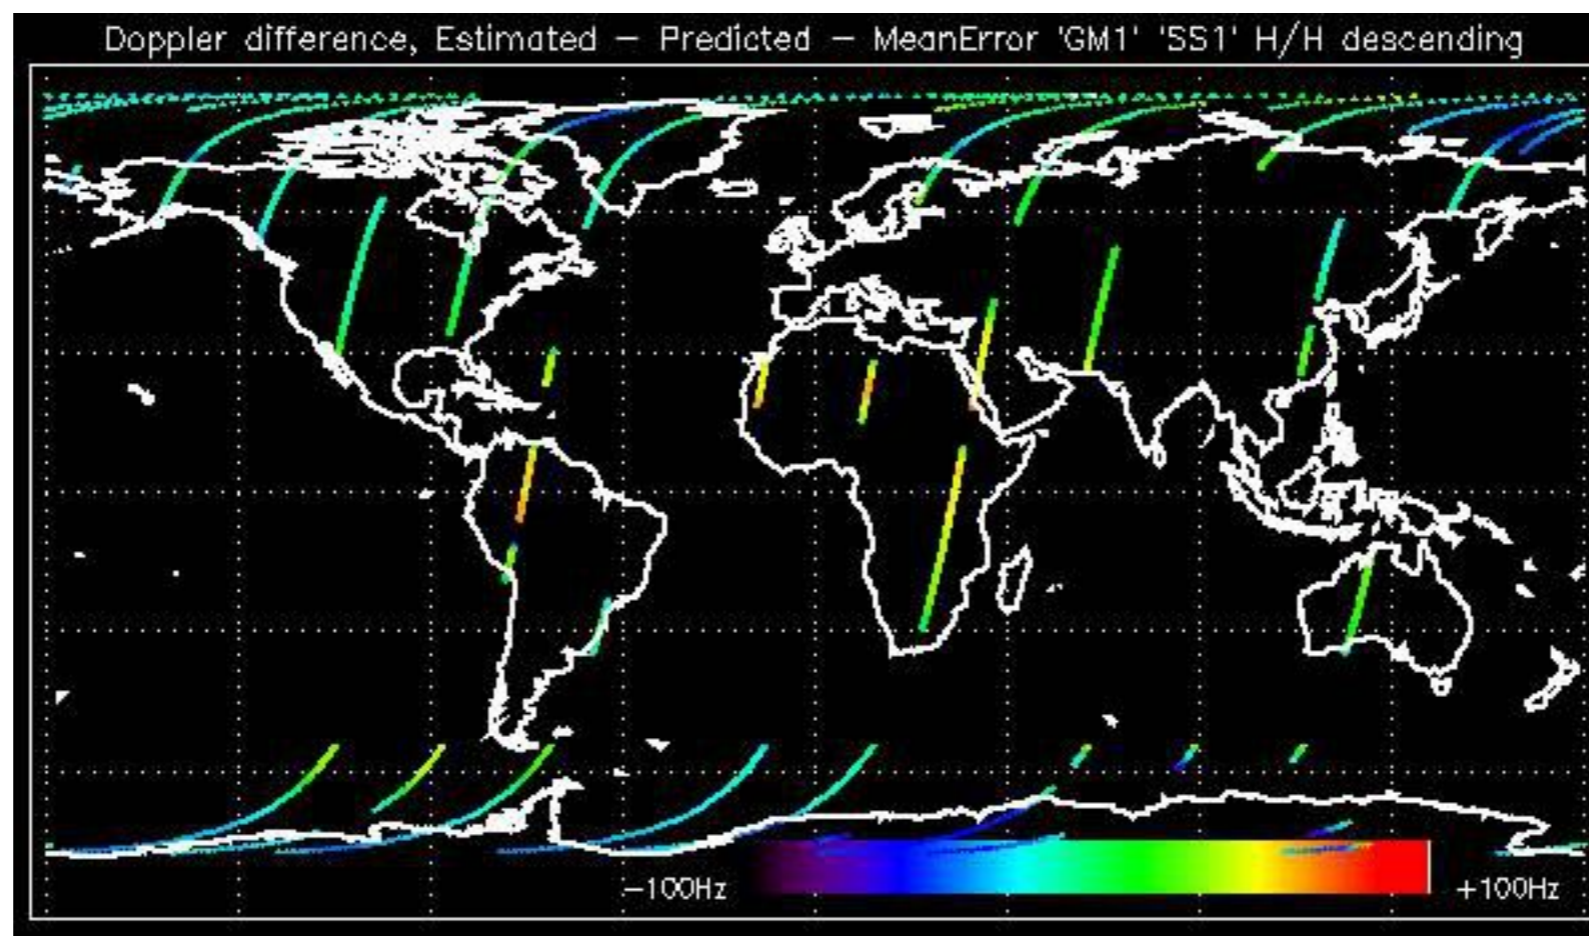 Doppler difference, Estimated – Predicted – MeanError 'GM1' 'SS1' H/H descending
–100Hz +100Hz